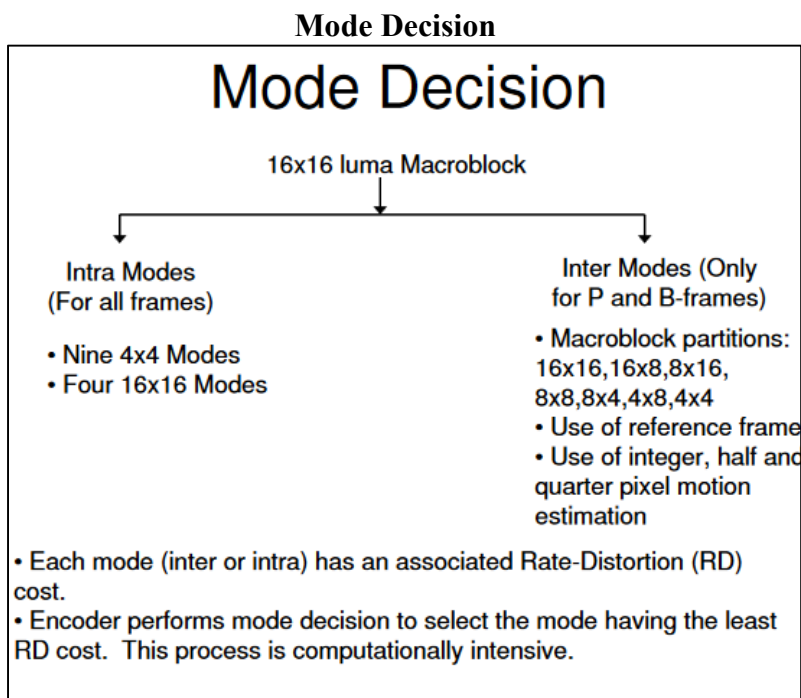 Mode Decision
Mode Decision
16x16 luma Macroblock
Intra Modes
(For all frames)
• Nine 4x4 Modes
• Four 16x16 Modes
Inter Modes (Only
for P and B-frames)
• Macroblock partitions:
16x16,16x8,8x16,
8x8,8x4,4x8,4x4
• Use of reference frame
• Use of integer, half and
quarter pixel motion
estimation
• Each mode (inter or intra) has an associated Rate-Distortion (RD)
cost.
• Encoder performs mode decision to select the mode having the least
RD cost.  This process is computationally intensive.